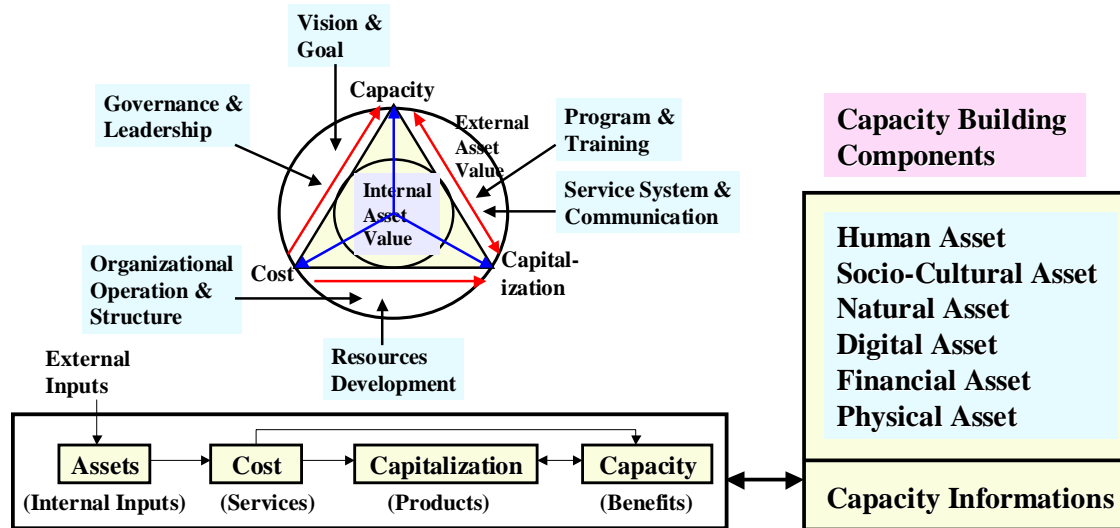 Vision &
Goal
Capacity
Governance &
Leadership
External
Asset
Value
Program &
Training
Internal
Asset
Value
Service System &
Communication
Organizational
Operation &
Structure
Cost
Capital-
ization
Resources
Development
External
Inputs
Assets
Cost
Capitalization
Capacity
(Internal Inputs)
(Services)
(Products)
(Benefits)
Capacity Building
Components
Human Asset
Socio-Cultural Asset
Natural Asset
Digital Asset
Financial Asset
Physical Asset
Capacity Informations